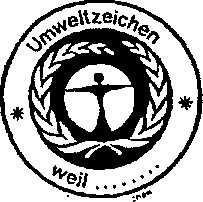 Umweltzeichen
weil ........